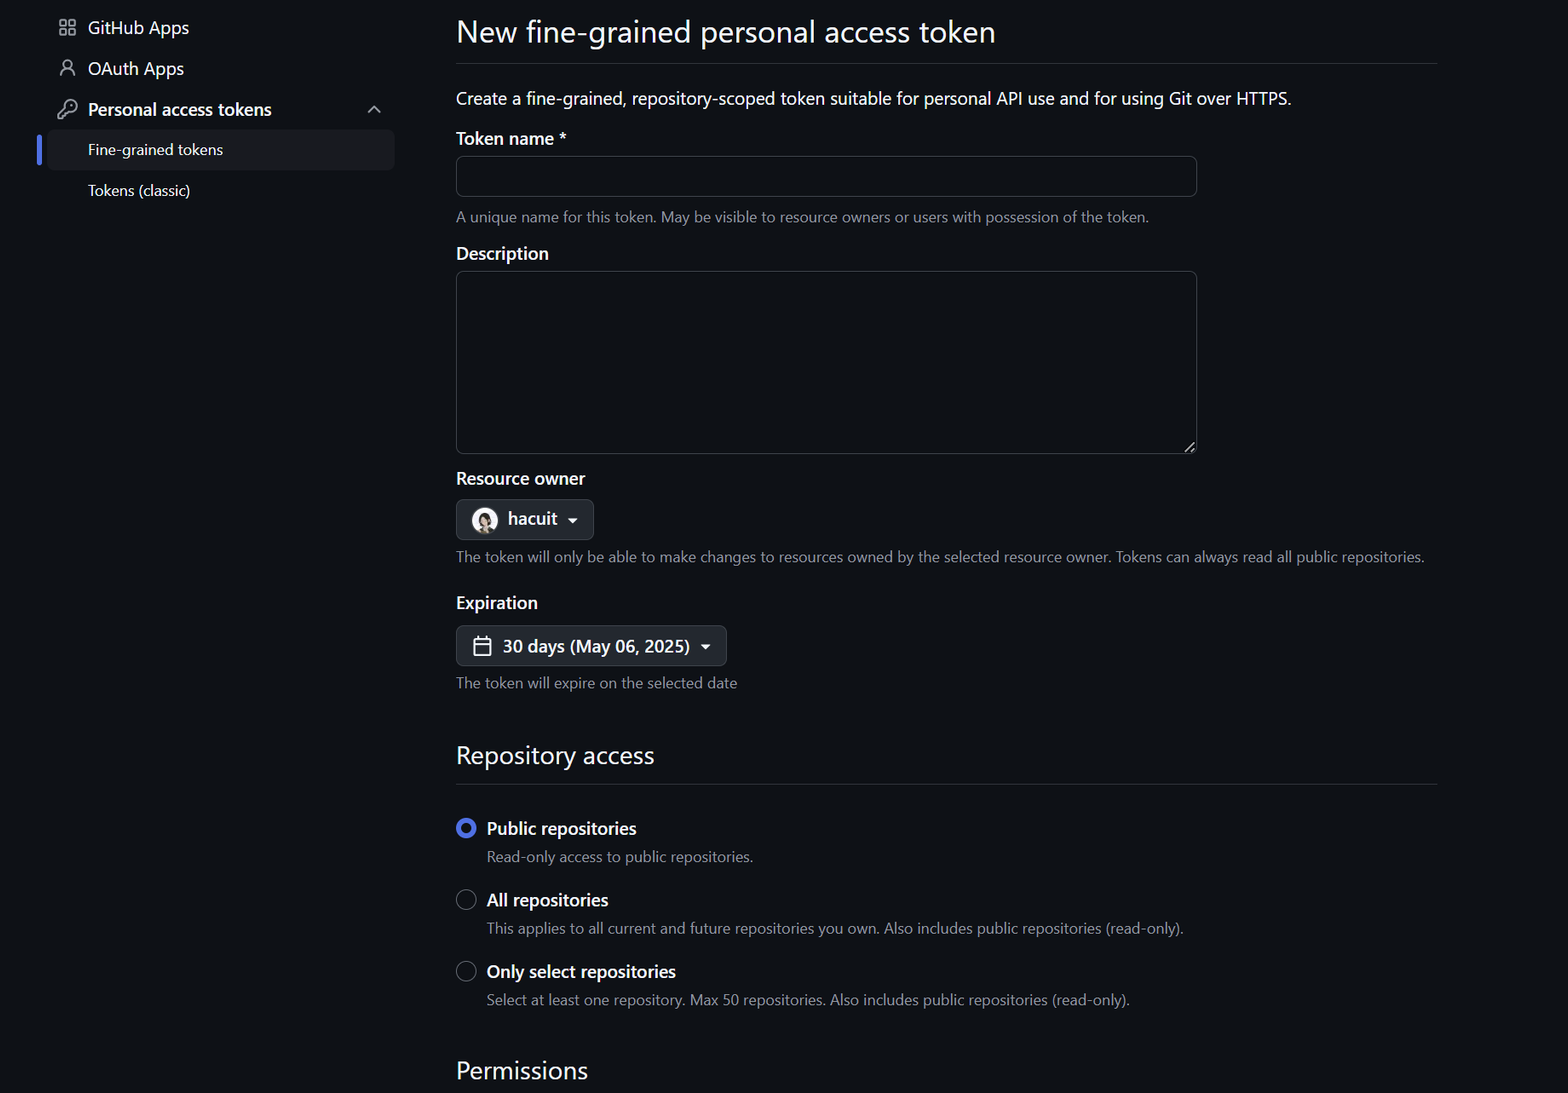 GitHub Apps
OAuth Apps
Personal access tokens
Fine-grained tokens
Tokens (classic)
New fine-grained personal access token
Create a fine-grained, repository-scoped token suitable for personal API use and for using Git over HTTPS.
Token name *
A unique name for this token. May be visible to resource owners or users with possession of the token.
Description
Resource owner
hacuit
The token will only be able to make changes to resources owned by the selected resource owner. Tokens can always read all public repositories.
Expiration
30 days (May 06, 2025)
The token will expire on the selected date
Repository access
Public repositories
Read-only access to public repositories.
All repositories
This applies to all current and future repositories you own. Also includes public repositories (read-only).
Only select repositories
Select at least one repository. Max 50 repositories. Also includes public repositories (read-only).
Permissions